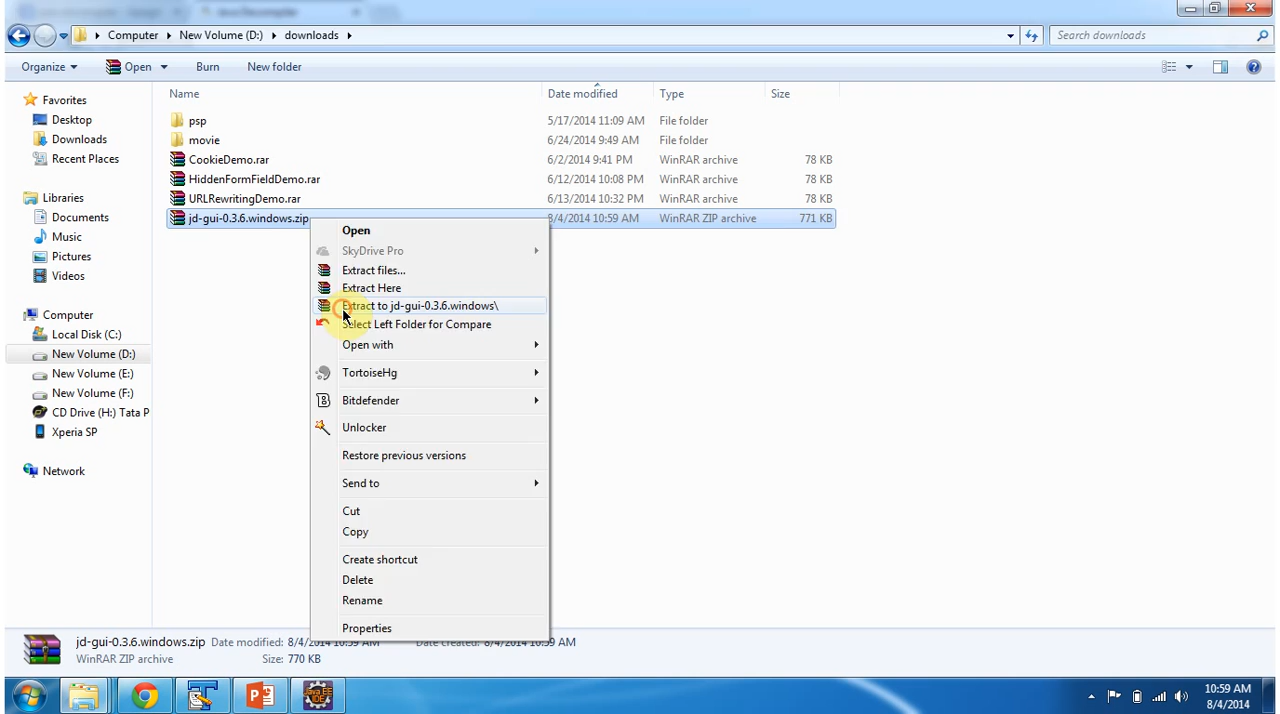 Java Decompiler
Computer
New Volume (D:)
downloads
Search downloads
Organize
Open
Burn
New folder
Name
Date modified
Type
Size
Favorites
Desktop
Downloads
Recent Places
Libraries
Documents
Music
Pictures
Videos
Computer
Local Disk (C:)
New Volume (D:)
New Volume (E:)
New Volume (F:)
CD Drive (H:) Tata P
Xperia SP
Network
psp 5/17/2014 11:09 AM File folder
movie 6/24/2014 9:49 AM File folder
CookieDemo.rar 6/2/2014 9:41 PM WinRAR archive 78 KB
HiddenFormFieldDemo.rar 6/12/2014 10:08 PM WinRAR archive 78 KB
URLRewritingDemo.rar 6/13/2014 10:32 PM WinRAR archive 78 KB
jd-gui-0.3.6.windows.zip 8/4/2014 10:59 AM WinRAR ZIP archive 771 KB
Open
SkyDrive Pro
Extract files...
Extract Here
Extract to jd-gui-0.3.6.windows\
Select Left Folder for Compare
Open with
TortoiseHg
Bitdefender
Unlocker
Restore previous versions
Send to
Cut
Copy
Create shortcut
Delete
Rename
Properties
jd-gui-0.3.6.windows.zip Date modified: 8/4/2014 10:59 AM Date created: 8/4/2014 10:59 AM
WinRAR ZIP archive Size: 770 KB
Java EE
IDE
10:59 AM
8/4/2014